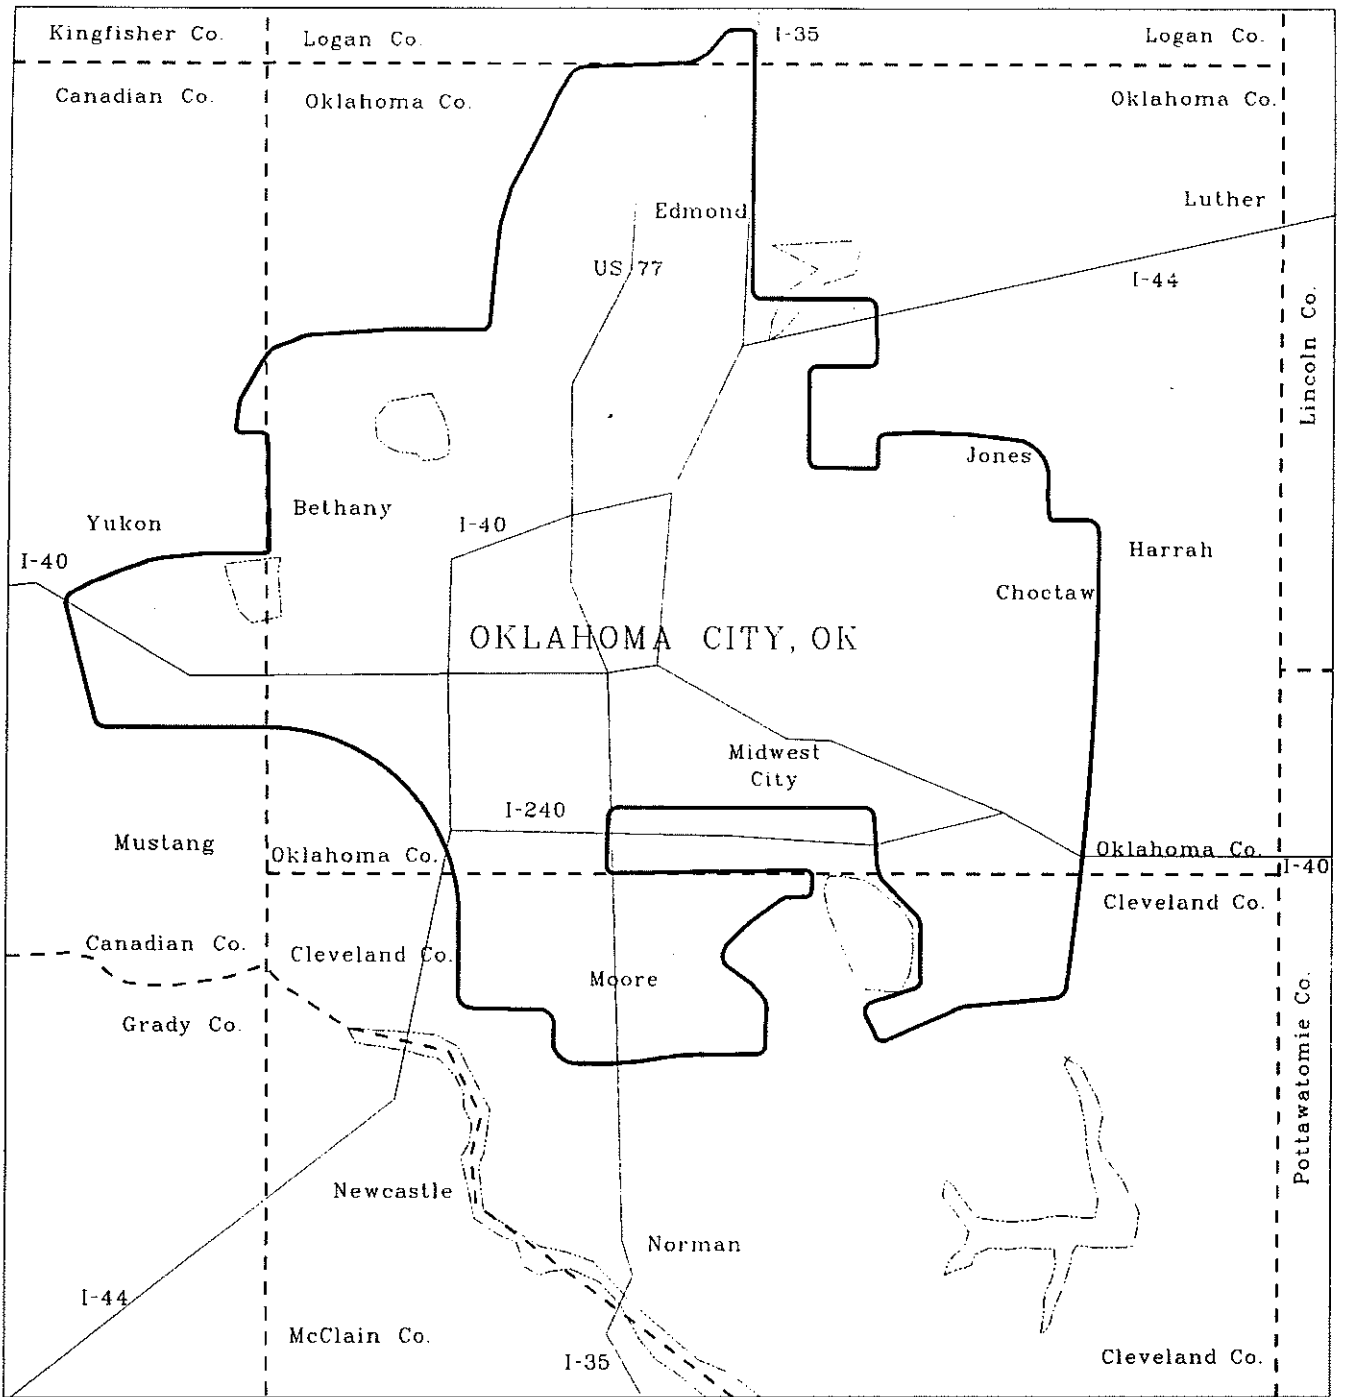 Kingfisher Co.
Logan Co.
I-35
Logan Co.
Canadian Co.
Oklahoma Co.
Oklahoma Co.
Luther
Edmond
US 77
I-44
Lincoln Co.
Jones
Bethany
Yukon
I-40
I-40
Harrah
Choctaw
OKLAHOMA CITY, OK
Midwest
City
I-240
Mustang
Oklahoma Co.
Oklahoma Co.
I-40
Cleveland Co.
Canadian Co.
Cleveland Co.
Moore
Grady Co.
Pottawatomie Co.
Newcastle
Norman
I-44
McClain Co.
I-35
Cleveland Co.